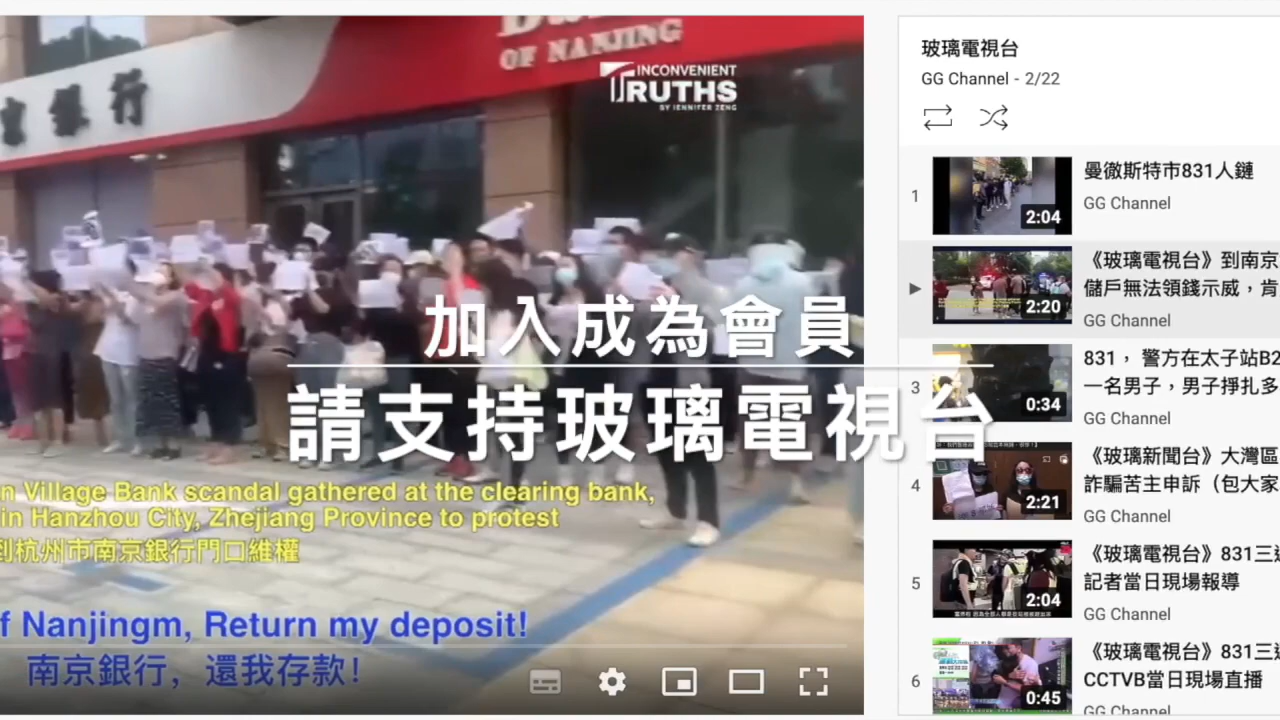 OF NANJING
銀行
INCONVENIENT
TRUTHS
BY JENNIFER ZENG
加入成為會員
請支持玻璃電視台
n Village Bank scandal gathered at the clearing bank,
in Hanzhou City, Zhejiang Province to protest
到杭州市南京銀行門口維權
f Nanjingm, Return my deposit!
南京銀行，還我存款！
玻璃電視台
GG Channel - 2/22
1
2:04
曼徹斯特市831人鏈
GG Channel
2:20
《玻璃電視台》到南京
儲戶無法領錢示威，肯
GG Channel
3
0:34
831， 警方在太子站B2
一名男子，男子掙扎多
GG Channel
4
2:21
《玻璃新聞台》大灣區
詐騙苦主申訴（包大家
GG Channel
5
2:04
《玻璃電視台》831三週
記者當日現場報導
GG Channel
6
0:45
《玻璃電視台》831三週
CCTVB當日現場直播
GG Channel